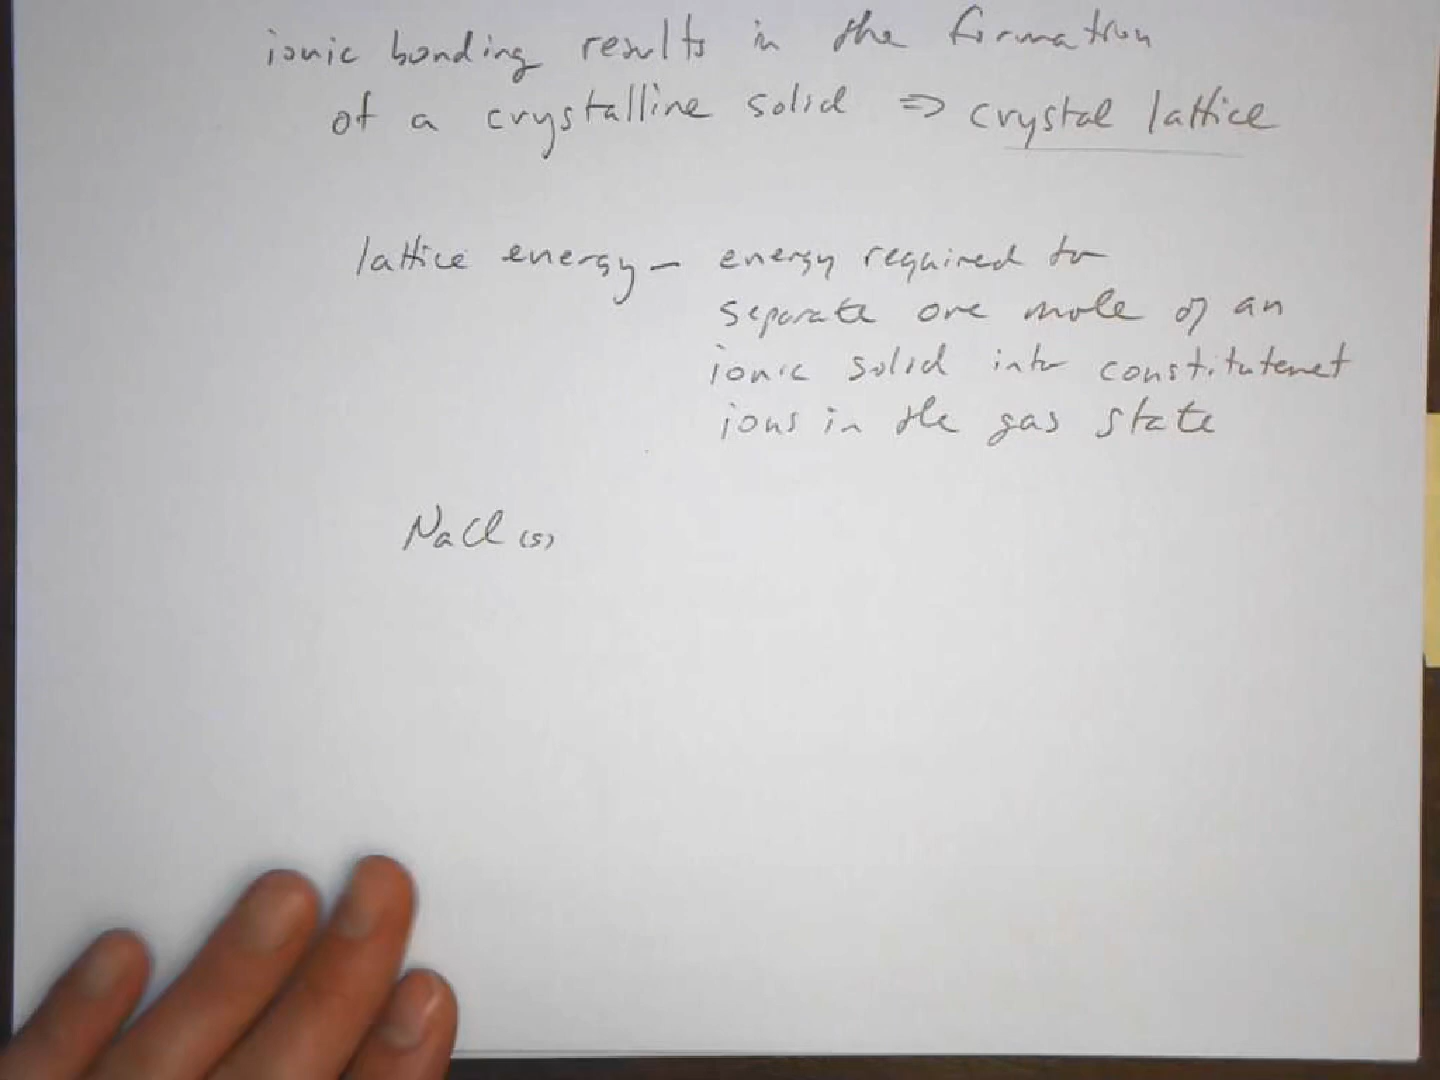 ionic bonding results in the formation
of a crystalline solid ⇒ crystal lattice
lattice energy – energy required to
separate one mole of an
ionic solid into constitutenet
ions in the gas state
NaCl (s)